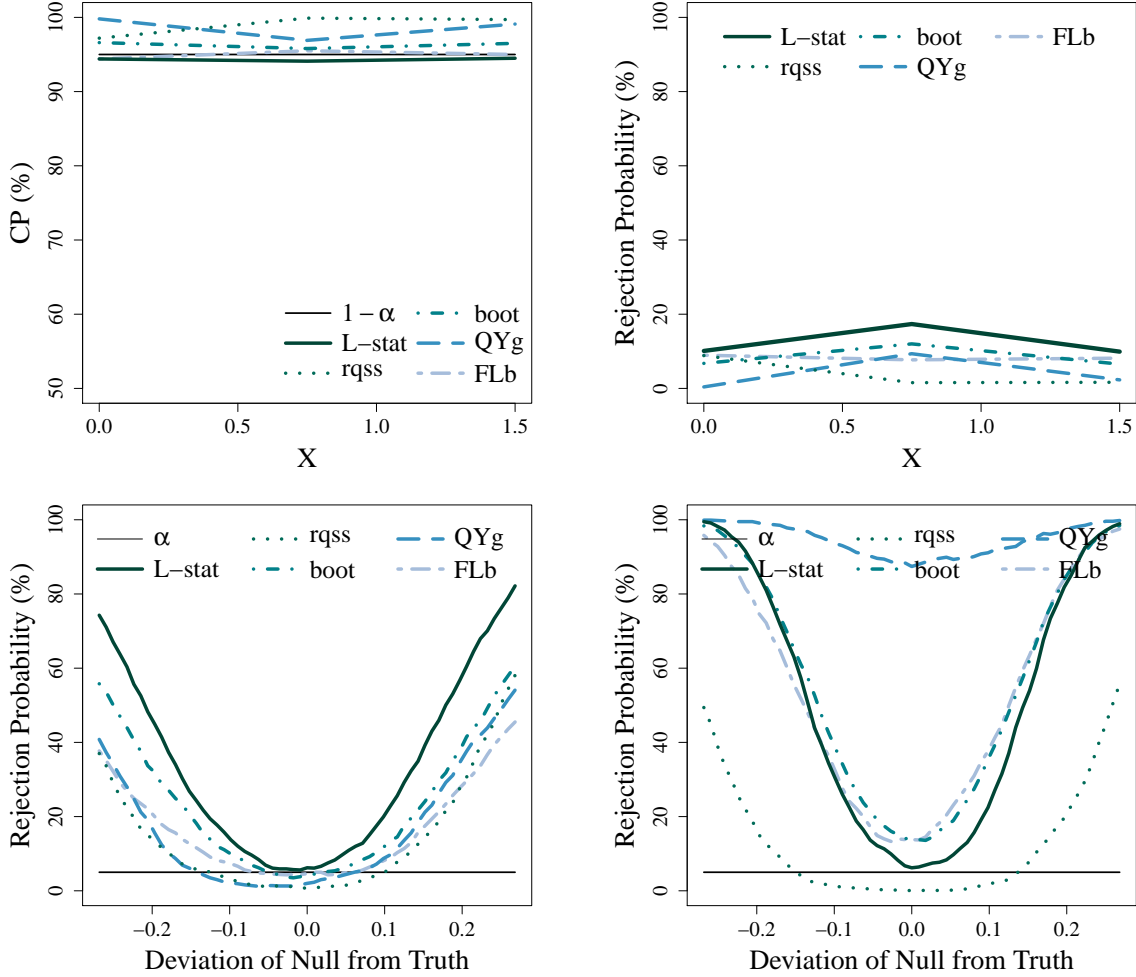 CP (%)
100
90
80
70
60
50
1 − α
L−stat
rqss
boot
QYg
FLb
0.0 0.5 1.0 1.5
X
Rejection Probability (%)
100
80
60
40
20
0
L−stat
rqss
boot
QYg
FLb
0.0 0.5 1.0 1.5
X
Rejection Probability (%)
100
80
60
40
20
0
α
L−stat
rqss
boot
QYg
FLb
−0.2 −0.1 0.0 0.1 0.2
Deviation of Null from Truth
Rejection Probability (%)
100
80
60
40
20
0
α
L−stat
rqss
boot
QYg
FLb
−0.2 −0.1 0.0 0.1 0.2
Deviation of Null from Truth